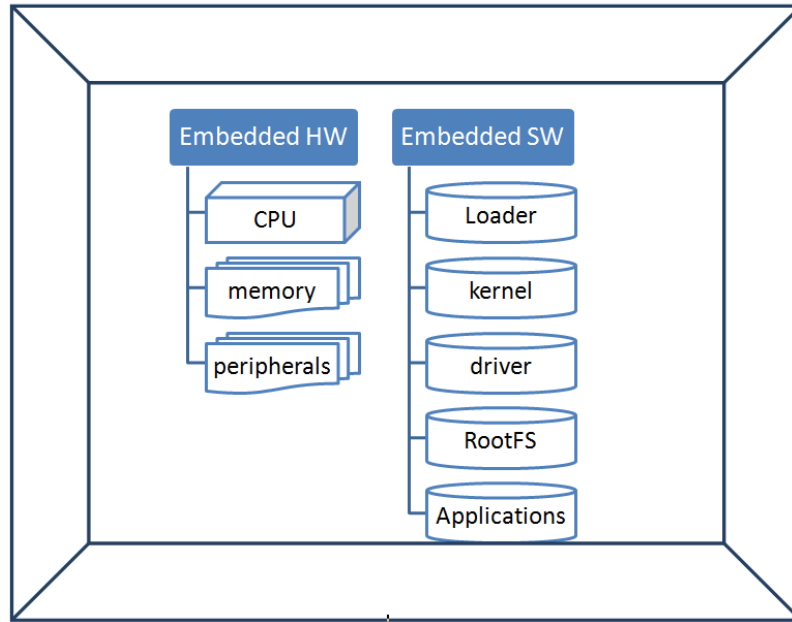 Embedded HW
CPU
memory
peripherals
Embedded SW
Loader
kernel
driver
RootFS
Applications